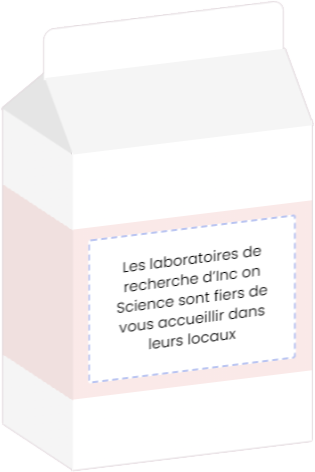 Les laboratoires de
recherche d'Inc on
Science sont fiers de
vous accueillir dans
leurs locaux